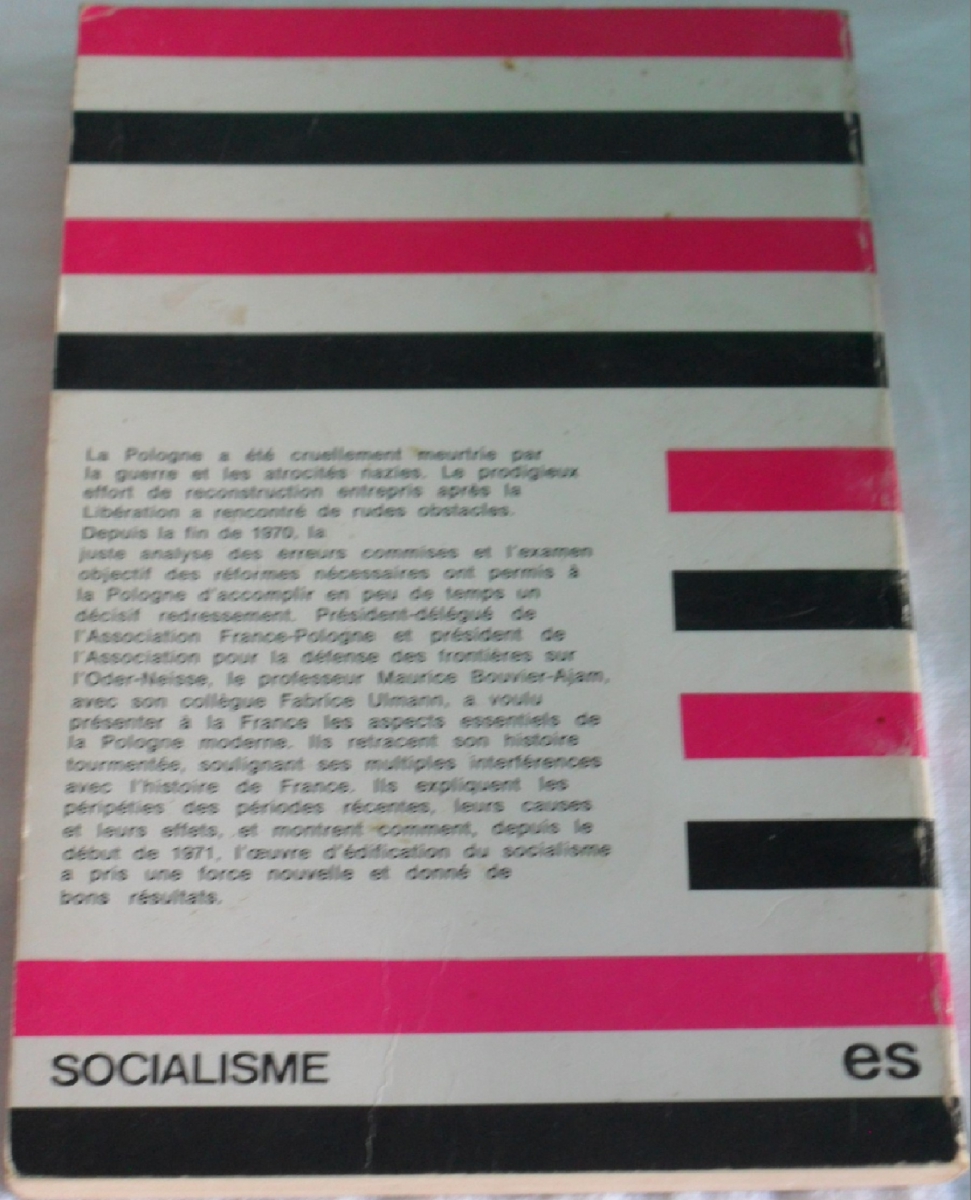 La Pologne a été cruellement meurtrie par
la guerre et les atrocités nazies. Le prodigieux
effort de reconstruction entrepris après la
Libération a rencontré de rudes obstacles.
Depuis la fin de 1970, la
juste analyse des erreurs commises et l'examen
objectif des réformes nécessaires ont permis à
la Pologne d'accomplir en peu de temps un
décisif redressement. Président-délégué de
l'Association France-Pologne et président de
l'Association pour la défense des frontières sur
l'Oder-Neisse, le professeur Maurice Bouvier-Ajam,
avec son collègue Fabrice Ulmann, a voulu
présenter à la France les aspects essentiels de
la Pologne moderne. Ils retracent son histoire
tourmentée, soulignant ses multiples interférences
avec l'histoire de France. Ils expliquent les
péripéties des périodes récentes, leurs causes
et leurs effets, et montrent comment, depuis le
début de 1971, l'œuvre d'édification du socialisme
a pris une force nouvelle et donné de
bons résultats.
SOCIALISME
es